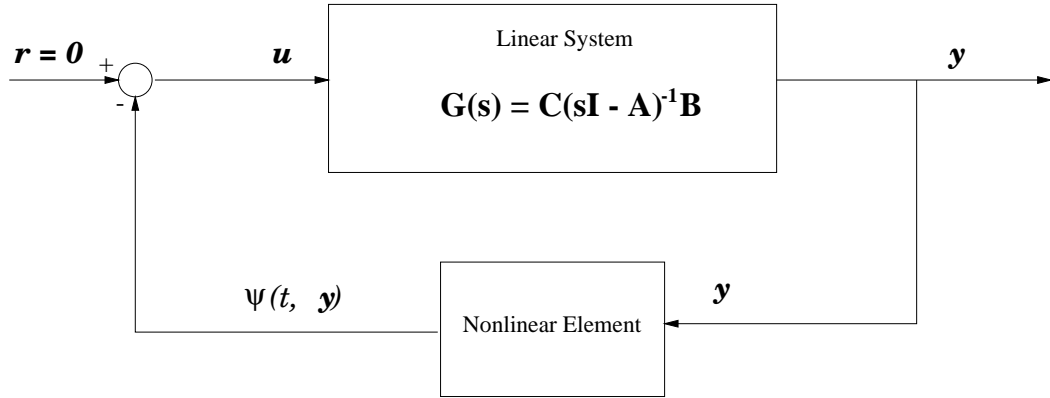 Linear System
r = 0
+
u
y
G(s) = C(sI - A)⁻¹B
-
ψ(t, y)
y
Nonlinear Element